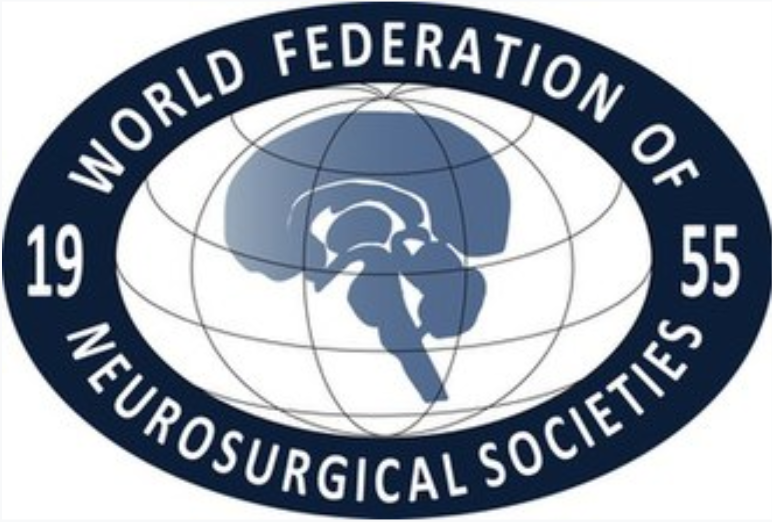 WORLD FEDERATION OF
19 55
NEUROSURGICAL SOCIETIES